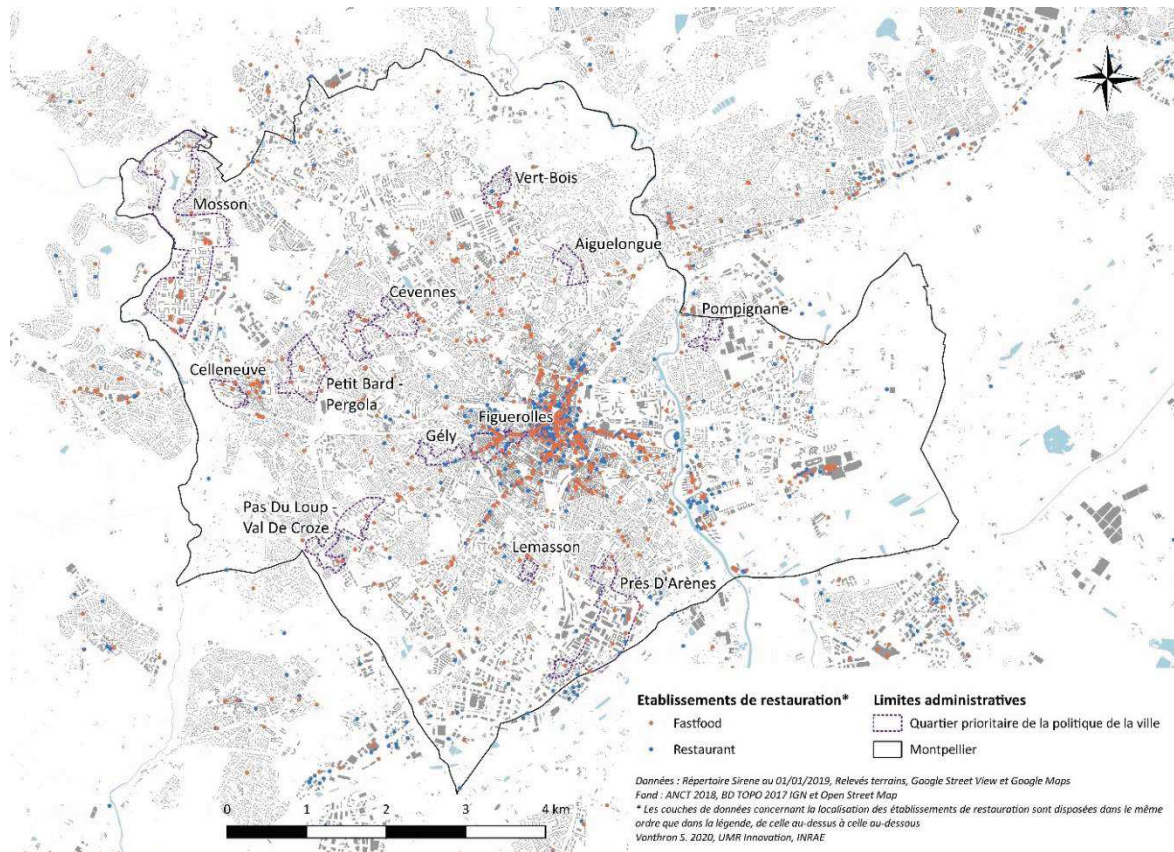 Vert-Bois
Mosson
Aiguelongue
Cévennes
Pompignane
Celleneuve
Petit Bard -
Pergola
Figuerolles
Gély
Pas Du Loup
Val De Croze
Lemasson
Prés D'Arènes
Etablissements de restauration*
Fastfood
Restaurant
Limites administratives
Quartier prioritaire de la politique de la ville
Montpellier
0 1 2 3 4 km
Données : Répertoire Sirene au 01/01/2019, Relevés terrains, Google Street View et Google Maps
Fond : ANCT 2018, BD TOPO 2017 IGN et Open Street Map
* Les couches de données concernant la localisation des établissements de restauration sont disposées dans le même
ordre que dans la légende, de celle au-dessus à celle au-dessous
Vonthron S. 2020, UMR Innovation, INRAE